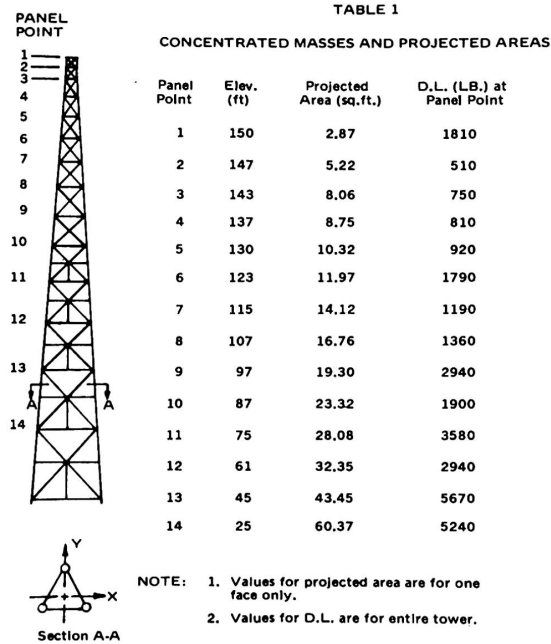 PANEL
POINT
1
2
3
4
5
6
7
8
9
10
11
12
13
A A
14
Y
X
Section A-A
TABLE 1
CONCENTRATED MASSES AND PROJECTED AREAS
Panel Point Elev. (ft) Projected Area (sq.ft.) D.L. (LB.) at Panel Point
1 150 2.87 1810
2 147 5.22 510
3 143 8.06 750
4 137 8.75 810
5 130 10.32 920
6 123 11.97 1790
7 115 14.12 1190
8 107 16.76 1360
9 97 19.30 2940
10 87 23.32 1900
11 75 28.08 3580
12 61 32.35 2940
13 45 43.45 5670
14 25 60.37 5240
NOTE: 1. Values for projected area are for one
face only.
2. Values for D.L. are for entire tower.